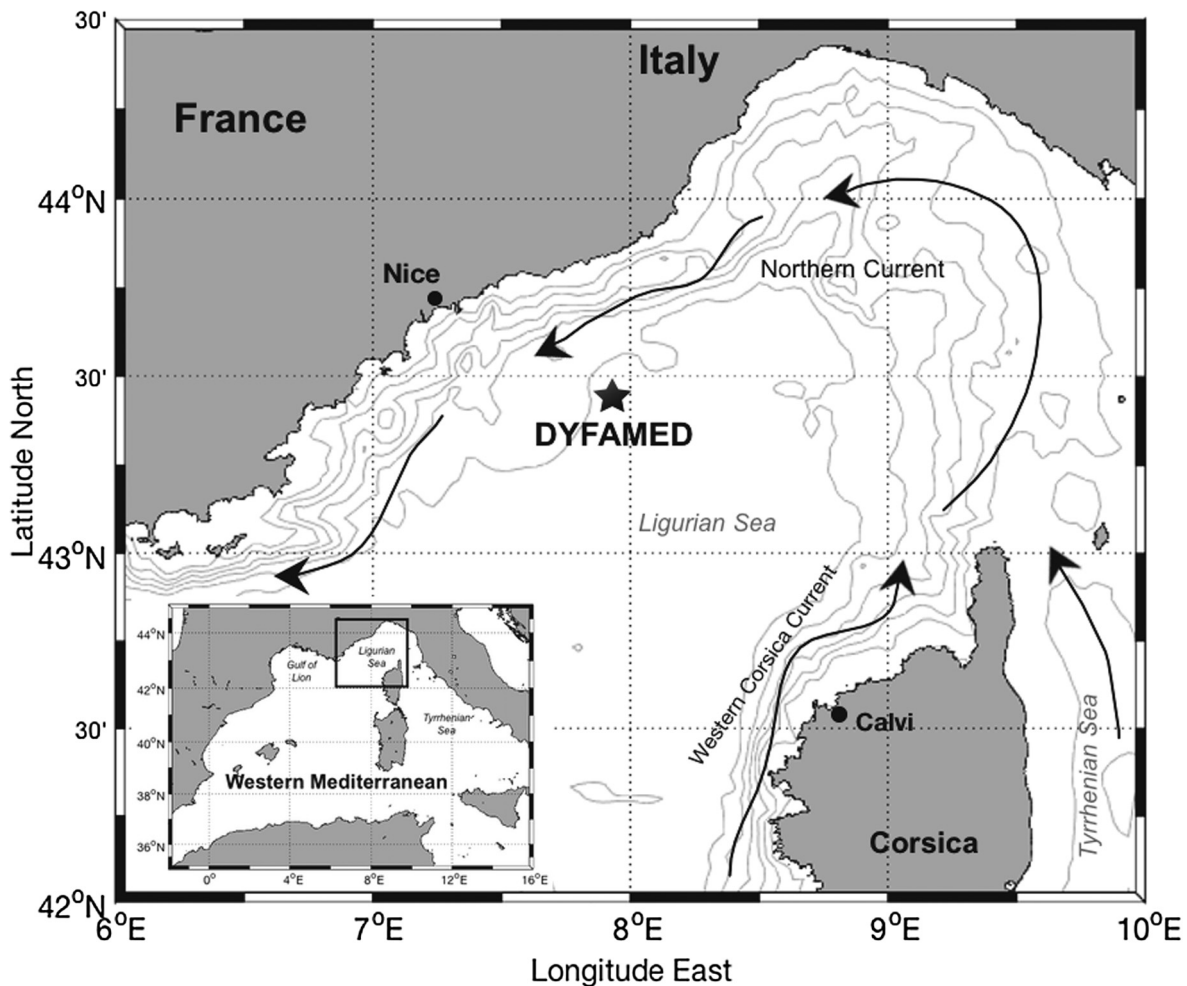 30'
Italy
France
44°N
Nice
Northern Current
30'
DYFAMED
Latitude North
Ligurian Sea
43°N
Western Corsica Current
44°N
Gulf of
Lion
Ligurian
Sea
42°N
40°N
Tyrrhenian
Sea
Western Mediterranean
38°N
36°N
0°
4°E
8°E
12°E
16°E
30'
Calvi
Tyrrhenian Sea
Corsica
42°N
6°E
7°E
8°E
9°E
10°E
Longitude East